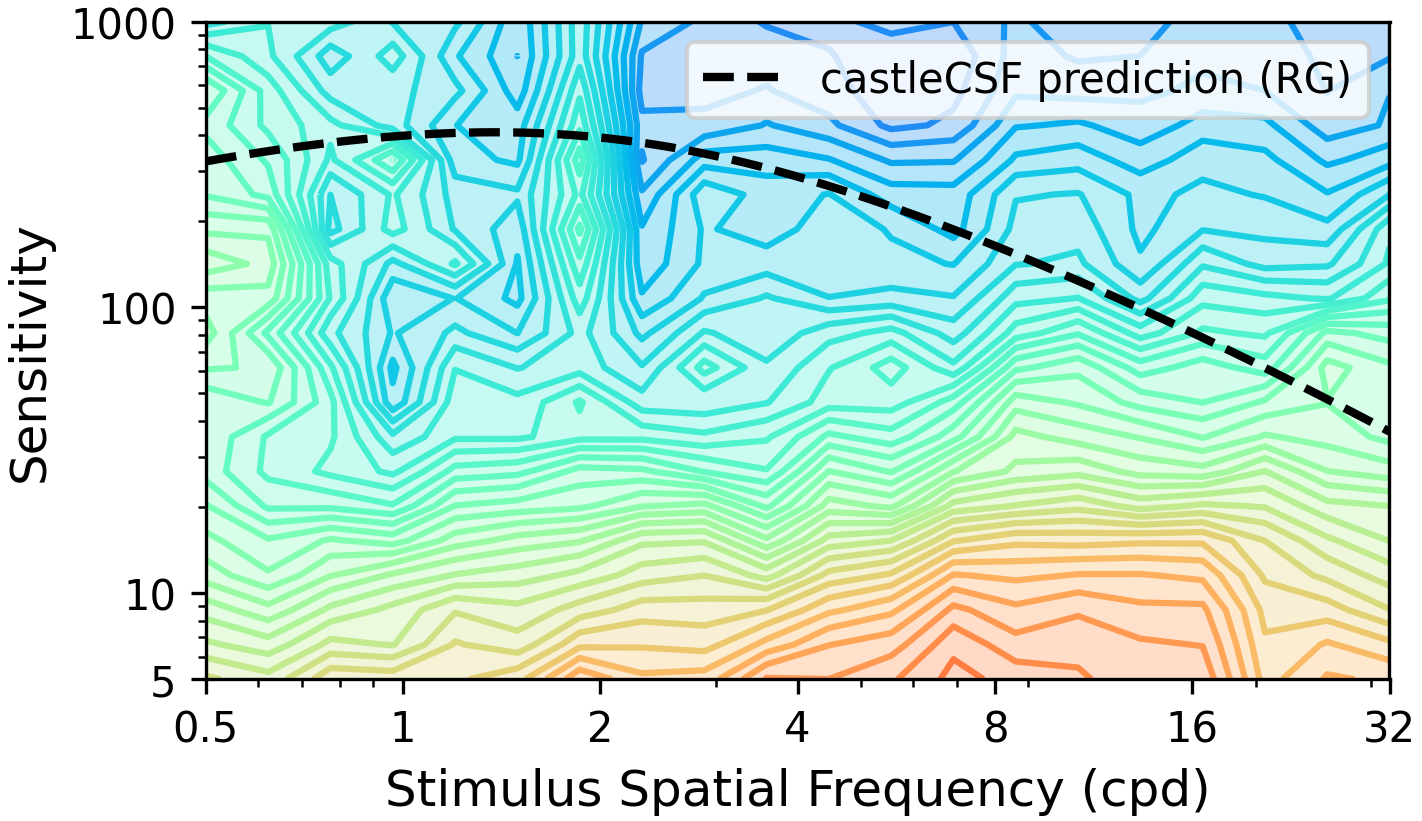 1000
castleCSF prediction (RG)
100
10
5
Sensitivity
0.5 1 2 4 8 16 32
Stimulus Spatial Frequency (cpd)